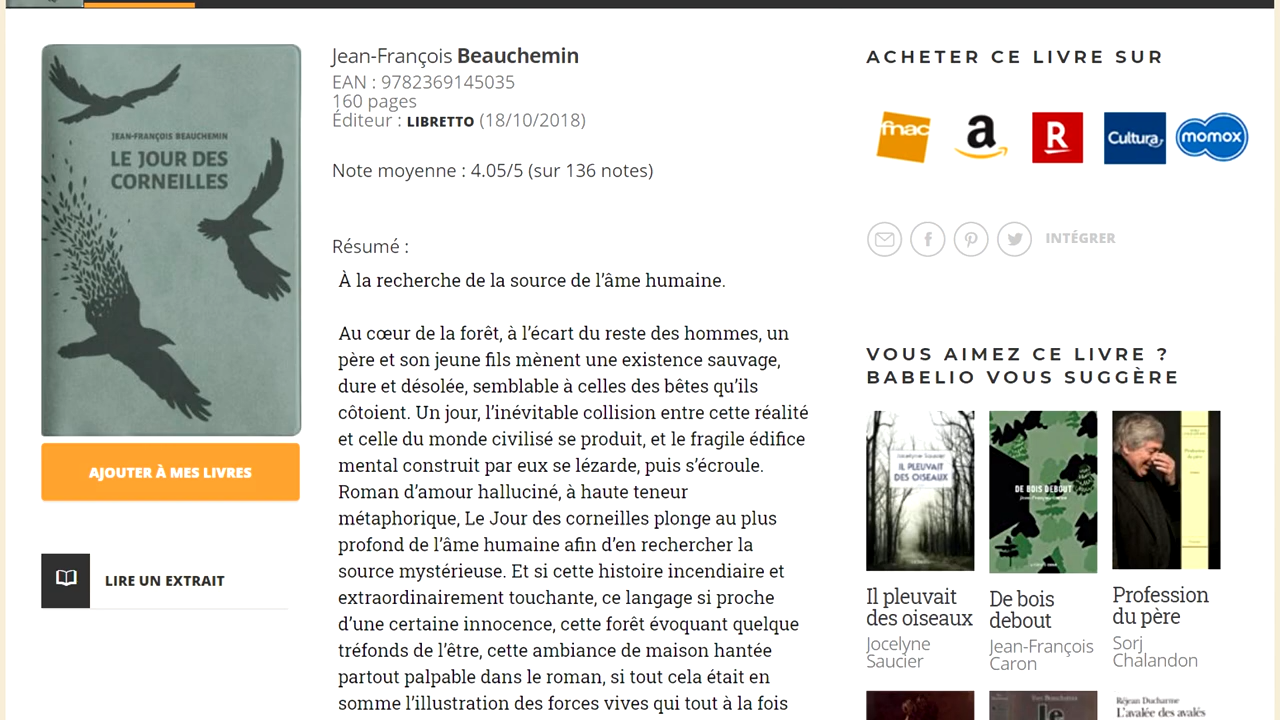 JEAN-FRANÇOIS BEAUCHEMIN
LE JOUR DES
CORNEILLES
AJOUTER À MES LIVRES
LIRE UN EXTRAIT
Jean-François Beauchemin
EAN : 9782369145035
160 pages
Éditeur : LIBRETTO (18/10/2018)
Note moyenne : 4.05/5 (sur 136 notes)
Résumé :
À la recherche de la source de l’âme humaine.
Au cœur de la forêt, à l’écart du reste des hommes, un
père et son jeune fils mènent une existence sauvage,
dure et désolée, semblable à celles des bêtes qu’ils
côtoient. Un jour, l’inévitable collision entre cette réalité
et celle du monde civilisé se produit, et le fragile édifice
mental construit par eux se lézarde, puis s’écroule.
Roman d’amour halluciné, à haute teneur
métaphorique, Le Jour des corneilles plonge au plus
profond de l’âme humaine afin d’en rechercher la
source mystérieuse. Et si cette histoire incendiaire et
extraordinairement touchante, ce langage si proche
d’une certaine innocence, cette forêt évoquant quelque
tréfonds de l’être, cette ambiance de maison hantée
partout palpable dans le roman, si tout cela était en
somme l’illustration des forces vives qui tout à la fois
ACHETER CE LIVRE SUR
fnac
a
R
Cultura
momox
INTÉGRER
VOUS AIMEZ CE LIVRE ?
BABELIO VOUS SUGGÈRE
Jocelyne Saucier
IL PLEUVAIT
DES OISEAUX
DE BOIS DEBOUT
Jean-François Caron
Profession
du père
Il pleuvait
des oiseaux
Jocelyne
Saucier
De bois
debout
Jean-François
Caron
Profession
du père
Sorj
Chalandon
Yves Beauchemin
Le
Réjean Ducharme
L'avalée des avalés